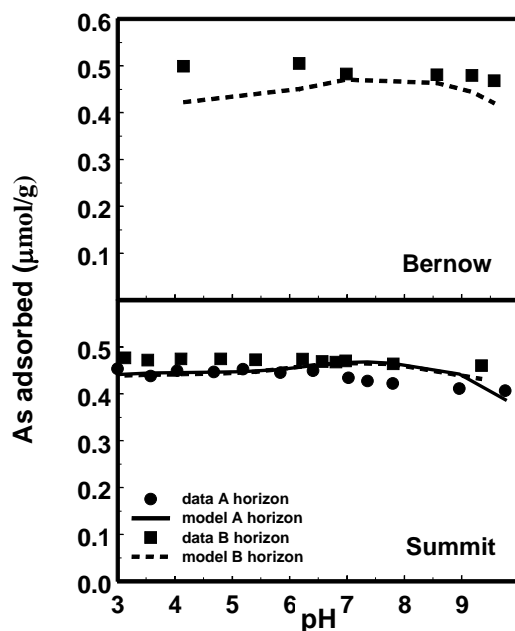 As adsorbed (μmol/g)
0.6
0.5
0.4
0.3
0.2
0.1
Bernow
0.5
0.4
0.3
0.2
0.1
0.0
data A horizon
model A horizon
data B horizon
model B horizon
Summit
3 4 5 6 7 8 9
pH